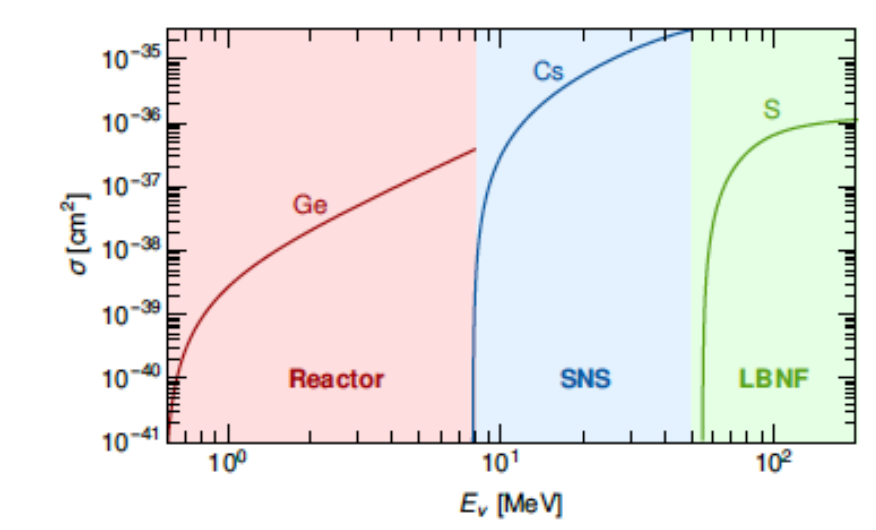 10⁻³⁵
10⁻³⁶
10⁻³⁷
10⁻³⁸
10⁻³⁹
10⁻⁴⁰
10⁻⁴¹
σ [cm²]
Ge
Cs
S
Reactor
SNS
LBNF
10⁰
10¹
10²
Eᵥ [MeV]